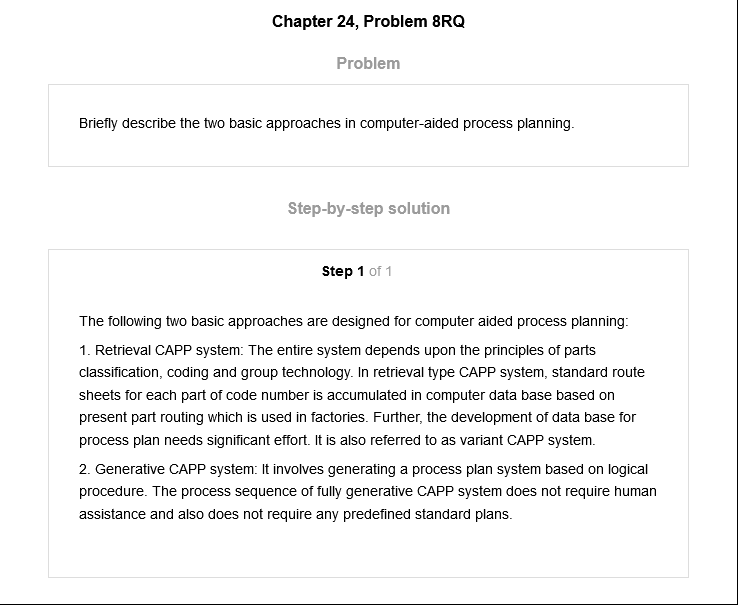 Chapter 24, Problem 8RQ
Problem
Briefly describe the two basic approaches in computer-aided process planning.
Step-by-step solution
Step 1 of 1
The following two basic approaches are designed for computer aided process planning:
1. Retrieval CAPP system: The entire system depends upon the principles of parts
classification, coding and group technology. In retrieval type CAPP system, standard route
sheets for each part of code number is accumulated in computer data base based on
present part routing which is used in factories. Further, the development of data base for
process plan needs significant effort. It is also referred to as variant CAPP system.
2. Generative CAPP system: It involves generating a process plan system based on logical
procedure. The process sequence of fully generative CAPP system does not require human
assistance and also does not require any predefined standard plans.